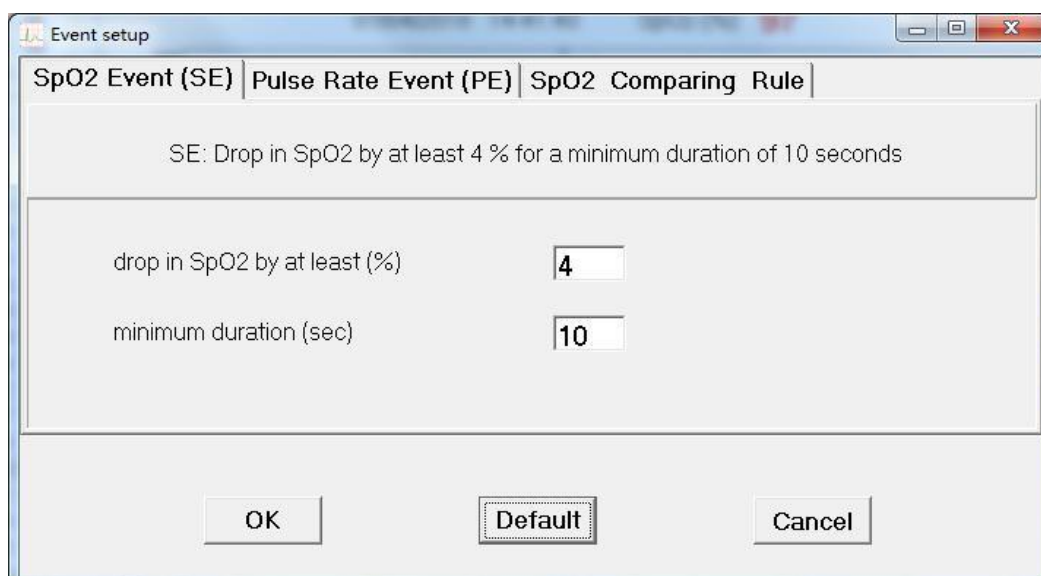 Event setup
SpO2 Event (SE) Pulse Rate Event (PE) SpO2 Comparing Rule
SE: Drop in SpO2 by at least 4 % for a minimum duration of 10 seconds
drop in SpO2 by at least (%) 4
minimum duration (sec) 10
OK Default Cancel